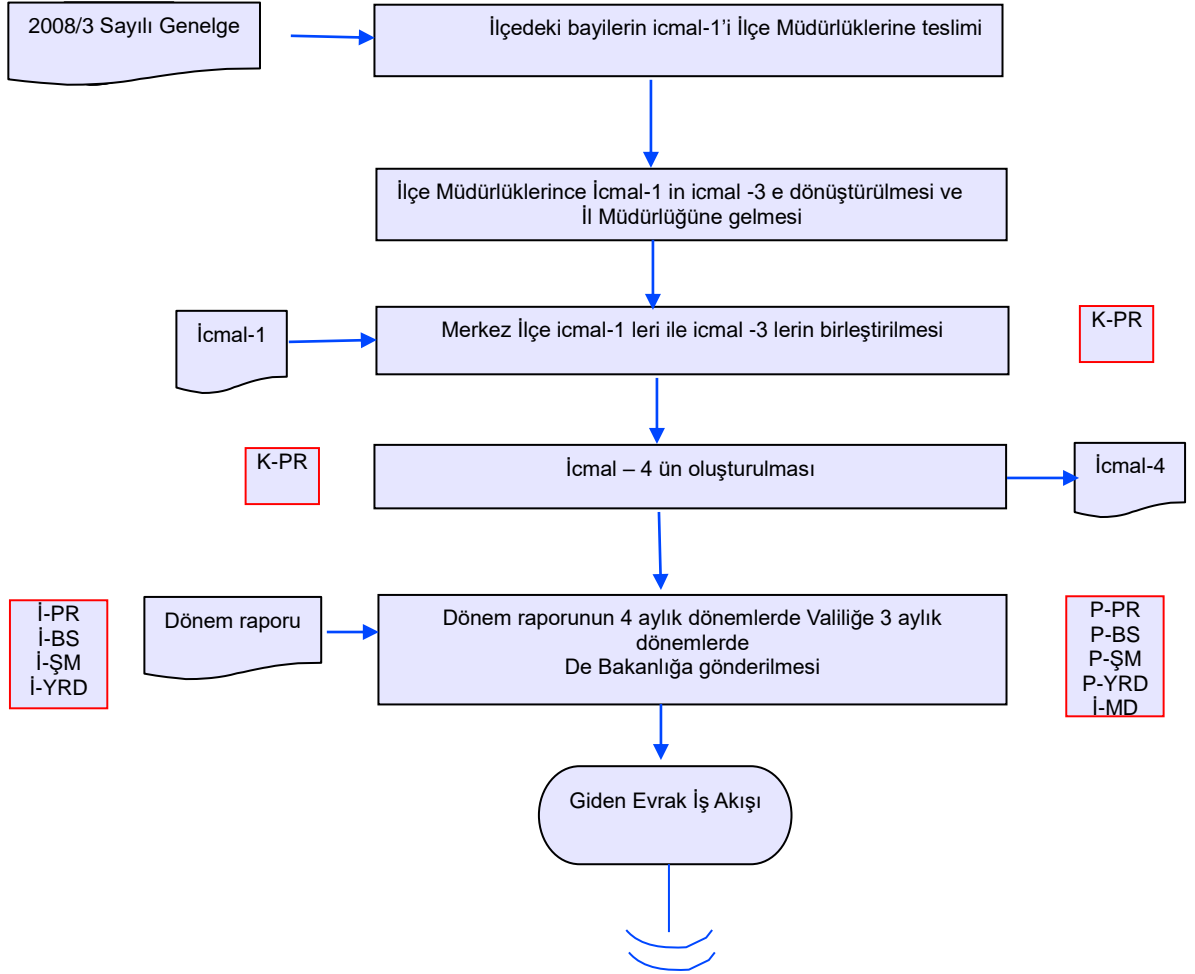 2008/3 Sayılı Genelge
İlçedeki bayilerin icmal-1’i İlçe Müdürlüklerine teslimi
İlçe Müdürlüklerince İcmal-1 in icmal -3 e dönüştürülmesi ve
İl Müdürlüğüne gelmesi
İcmal-1
Merkez İlçe icmal-1 leri ile icmal -3 lerin birleştirilmesi
K-PR
K-PR
İcmal – 4 ün oluşturulması
İcmal-4
İ-PR
İ-BS
İ-ŞM
İ-YRD
Dönem raporu
Dönem raporunun 4 aylık dönemlerde Valiliğe 3 aylık
dönemlerde
De Bakanlığa gönderilmesi
P-PR
P-BS
P-ŞM
P-YRD
İ-MD
Giden Evrak İş Akışı